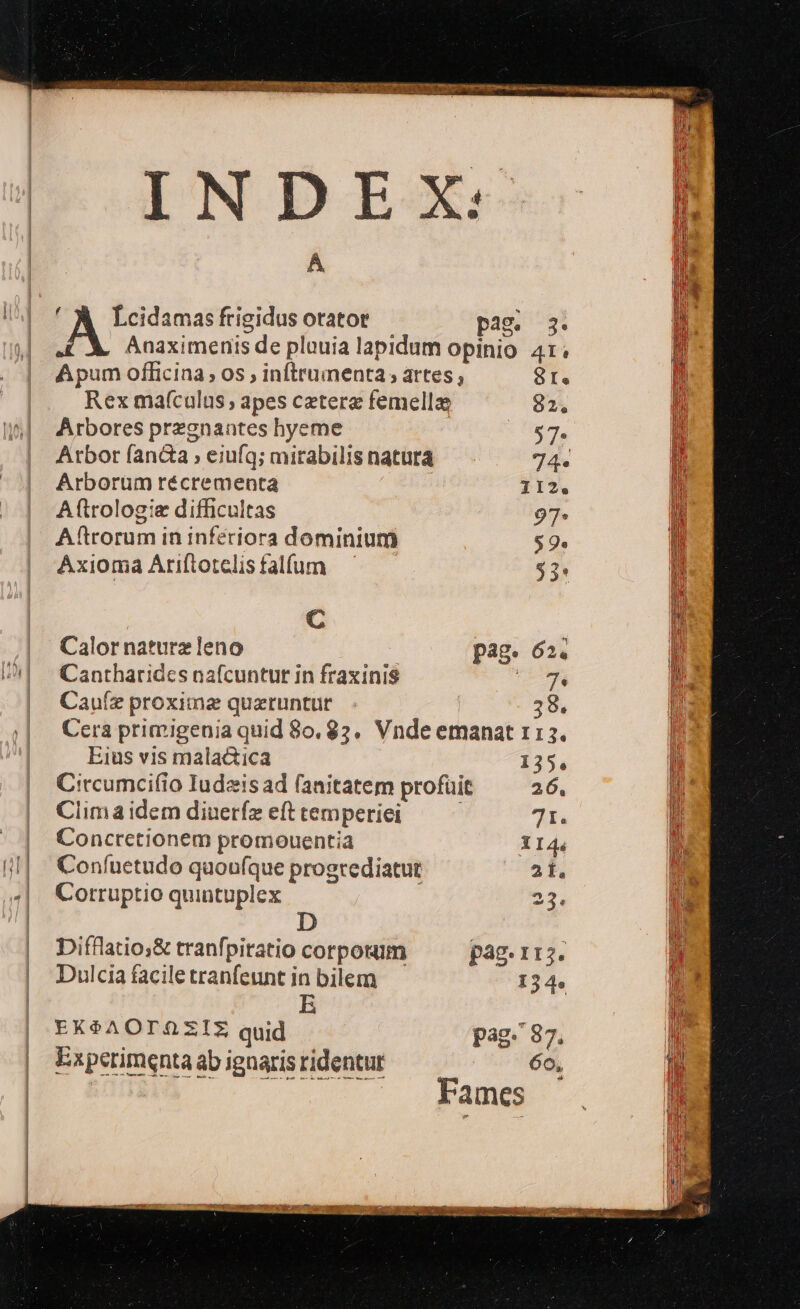 INDEX:
A
ALcidamas frigidus orator pag. 3.
Anaximenis de pluuia lapidum opinio 41.
Apum officina, os, inſtrumenta, artes, 81.
Rex maſculus, apes cæteræ femellæ 82.
Arbores prægnantes hyeme 57.
Arbor ſancta, eiuſq; mirabilis natura 74.
Arborum récrementa 112.
Aſtrologiæ difficultas 97.
Aſtrorum in inferiora dominium 59.
Axioma Ariſtotelis falſum 53.
C
Calor naturæ leno pag. 62.
Cantharides naſcuntur in fraxinis 7.
Cauſæ proximæ quæruntur 38.
Cera primigenia quid 80. 83. Vnde emanat 113.
Eius vis malactica 135.
Circumciſio Iudæis ad ſanitatem profuit 26.
Clima idem diuerſæ eſt temperiei 71.
Concretionem promouentia 114.
Conſuetudo quouſque progrediatur 21.
Corruptio quintuplex 23.
D
Difflatio, & tranſpiratio corporum pag. 113.
Dulcia facile tranſeunt in bilem 134.
E
ΕΚΦΛΟΓΩΣΙΣ quid pag. 87.
Experimenta ab ignaris ridentur 60.
Fames